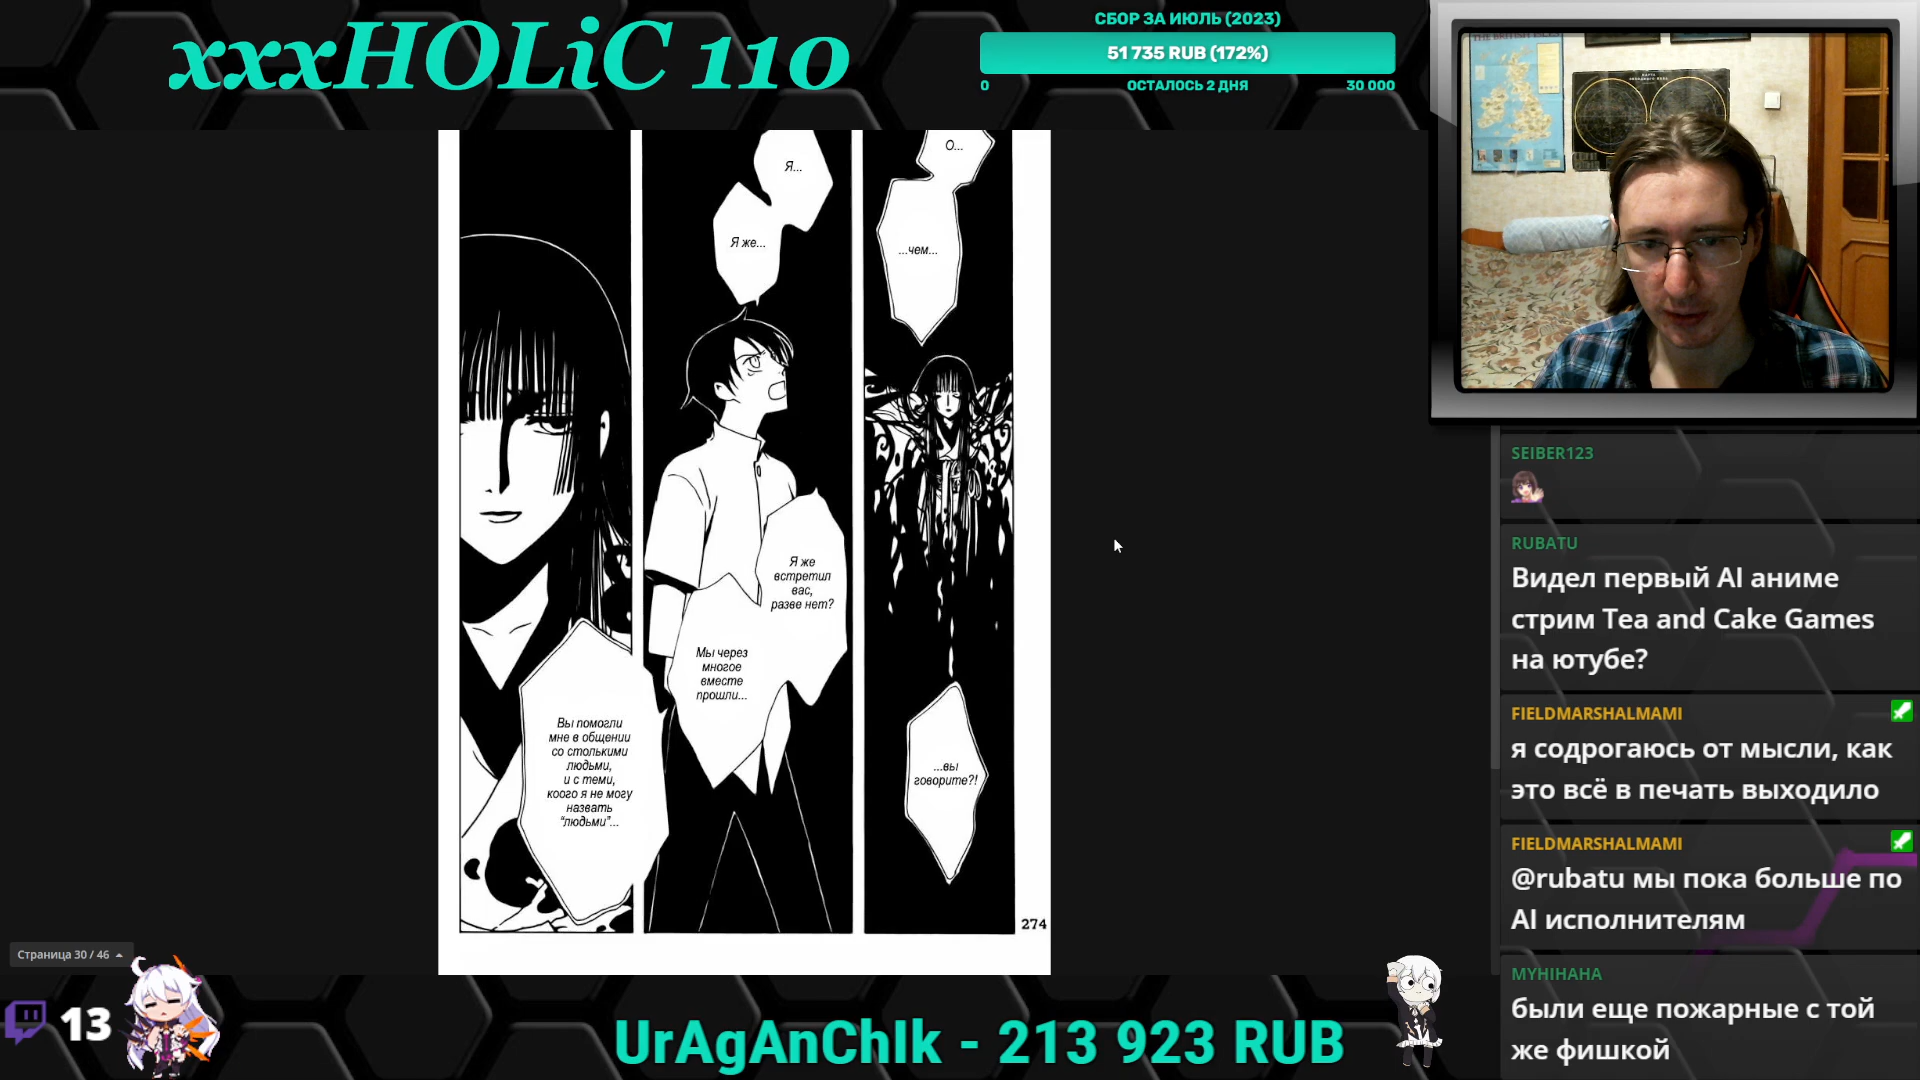 xxxHOLiC 110
СБОР ЗА ИЮЛЬ (2023)
51 735 RUB (172%)
0
ОСТАЛОСЬ 2 ДНЯ
30 000
О...
...чем...
...вы
говорите?!
Я...
Я же...
Я же
встретил
вас,
разве нет?
Мы через
многое
вместе
прошли...
Вы помогли
мне в общении
со столькими
людьми,
и с теми,
коого я не могу
назвать
“людьми”...
274
Страница 30 / 46
13
UrAgAnChIk - 213 923 RUB
SEIBER123
RUBATU
Видел первый AI аниме
стрим Tea and Cake Games
на ютубе?
FIELDMARSHALMAMI
я содрогаюсь от мысли, как
это всё в печать выходило
FIELDMARSHALMAMI
@rubatu мы пока больше по
AI исполнителям
MYHIHAHA
были еще пожарные с той
же фишкой